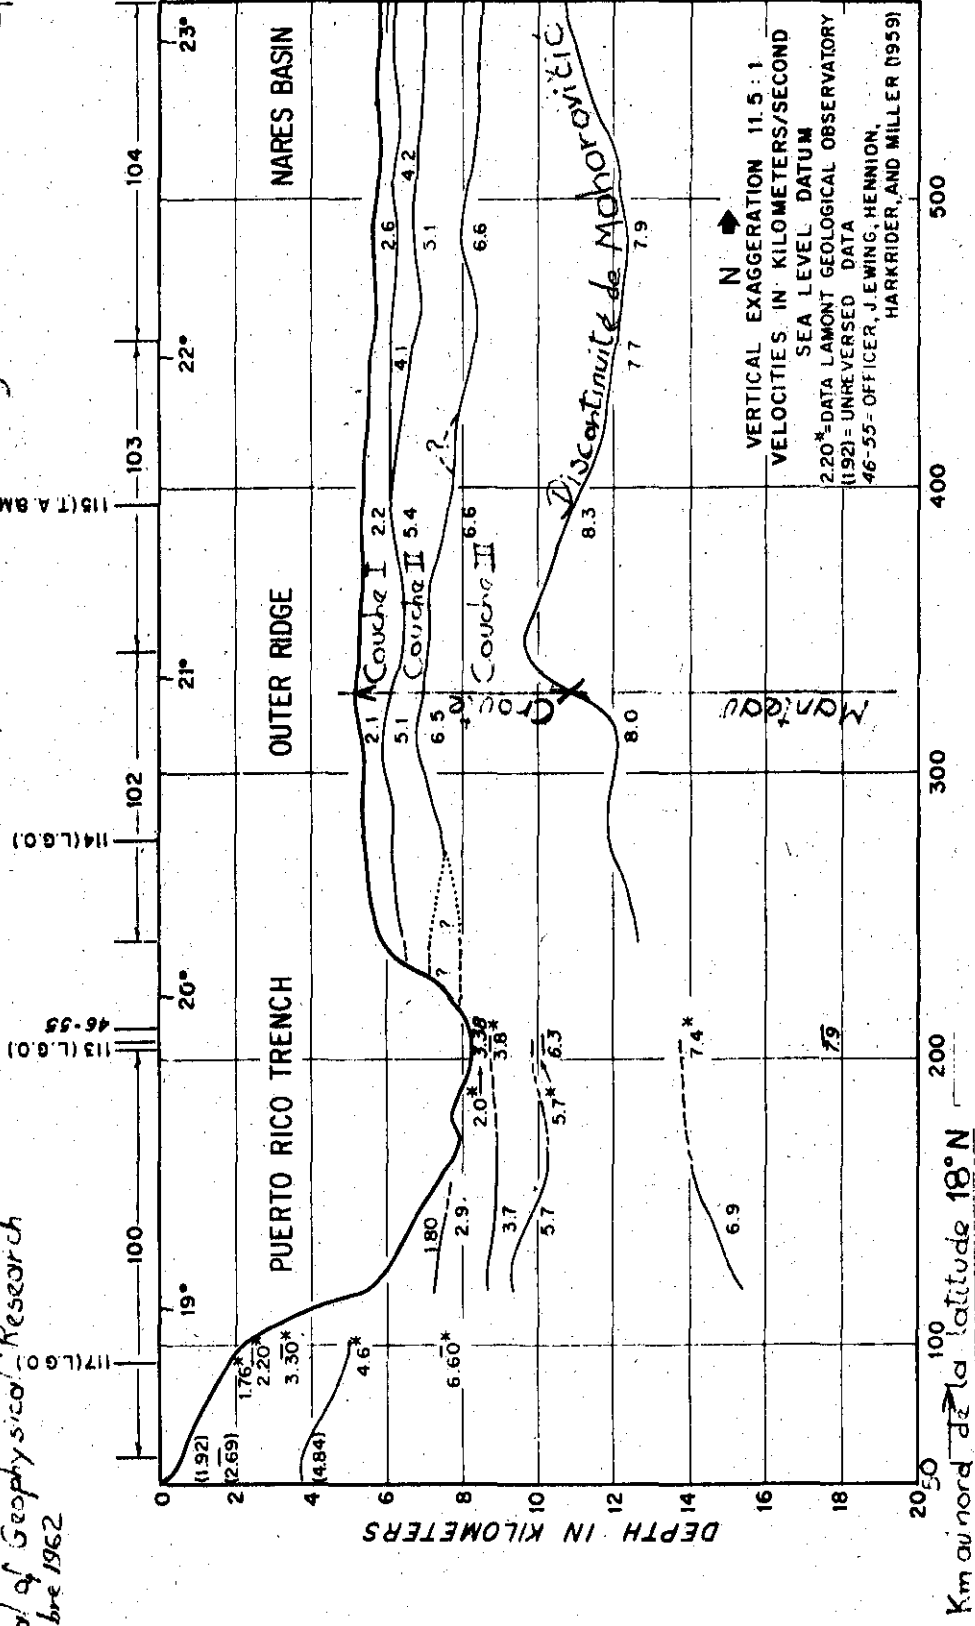 of Geophysical Research
bre 1962
117(L.G.O.)
113(L.G.O.)
46-55
114(L.G.O.)
115(T.A.BM
100
102
103
104
19°
20°
21°
22°
23°
PUERTO RICO TRENCH
OUTER RIDGE
NARES BASIN
DEPTH IN KILOMETERS
0
2
4
6
8
10
12
14
16
18
20
(1.92)
(2.69)
(4.84)
1.76*
2.20*
3.30*
4.6*
6.60*
1.80
2.9
3.7
5.7
6.9
2.0*
3.38
3.8*
5.7*
6.3
7.4*
7.9
?
?
2.1
5.1
6.5
8.0
Couche I
Couche II
Couche III
Croûte
Manteau
2.2
5.4
6.6
8.3
?
4.1
7.7
2.6
4.2
5.1
6.6
7.9
Discontinuité de Mohorovitić
N
VERTICAL EXAGGERATION 11.5 : 1
VELOCITIES IN KILOMETERS/SECOND
SEA LEVEL DATUM
2.20*=DATA LAMONT GEOLOGICAL OBSERVATORY
(1.92)= UNREVERSED DATA
46-55= OFFICER, J.EWING, HENNION,
HARKRIDER, AND MILLER (1959)
50
100
200
300
400
500
Km au nord de la latitude 18°N